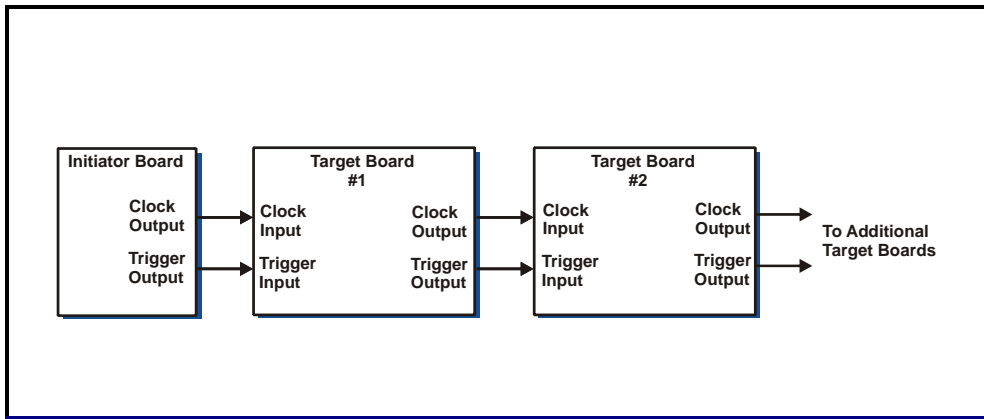 Initiator Board
Clock
Output
Trigger
Output
Target Board
#1
Clock
Input
Trigger
Input
Clock
Output
Trigger
Output
Target Board
#2
Clock
Input
Trigger
Input
Clock
Output
Trigger
Output
To Additional
Target Boards